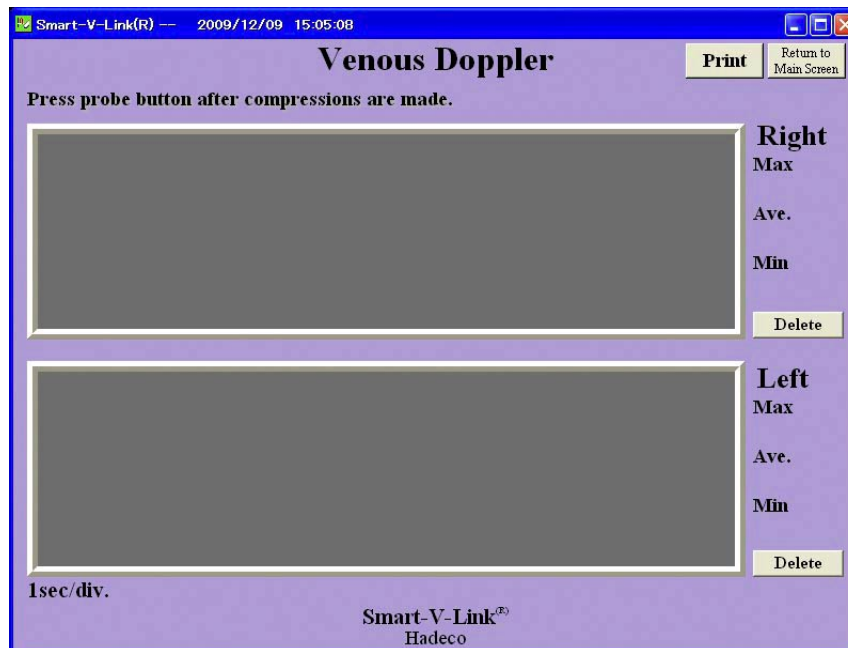 Smart-V-Link(R) -- 2009/12/09 15:05:08
Venous Doppler
Print
Return to
Main Screen
Press probe button after compressions are made.
Right
Max
Ave.
Min
Delete
Left
Max
Ave.
Min
Delete
1sec/div.
Smart-V-Link(R)
Hadeco